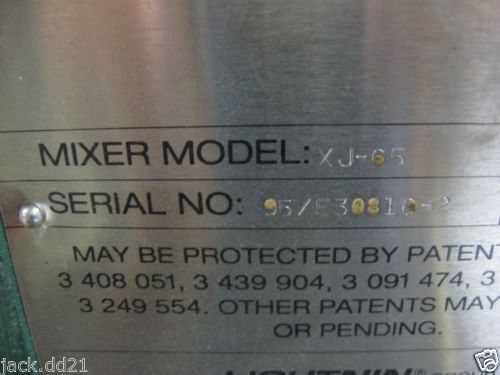 MIXER MODEL: XJ-65
SERIAL NO:
MAY BE PROTECTED BY PATENT
3 408 051, 3 439 904, 3 091 474, 3
3 249 554. OTHER PATENTS MAY
OR PENDING.
LIGHTNIN®
jack.dd21